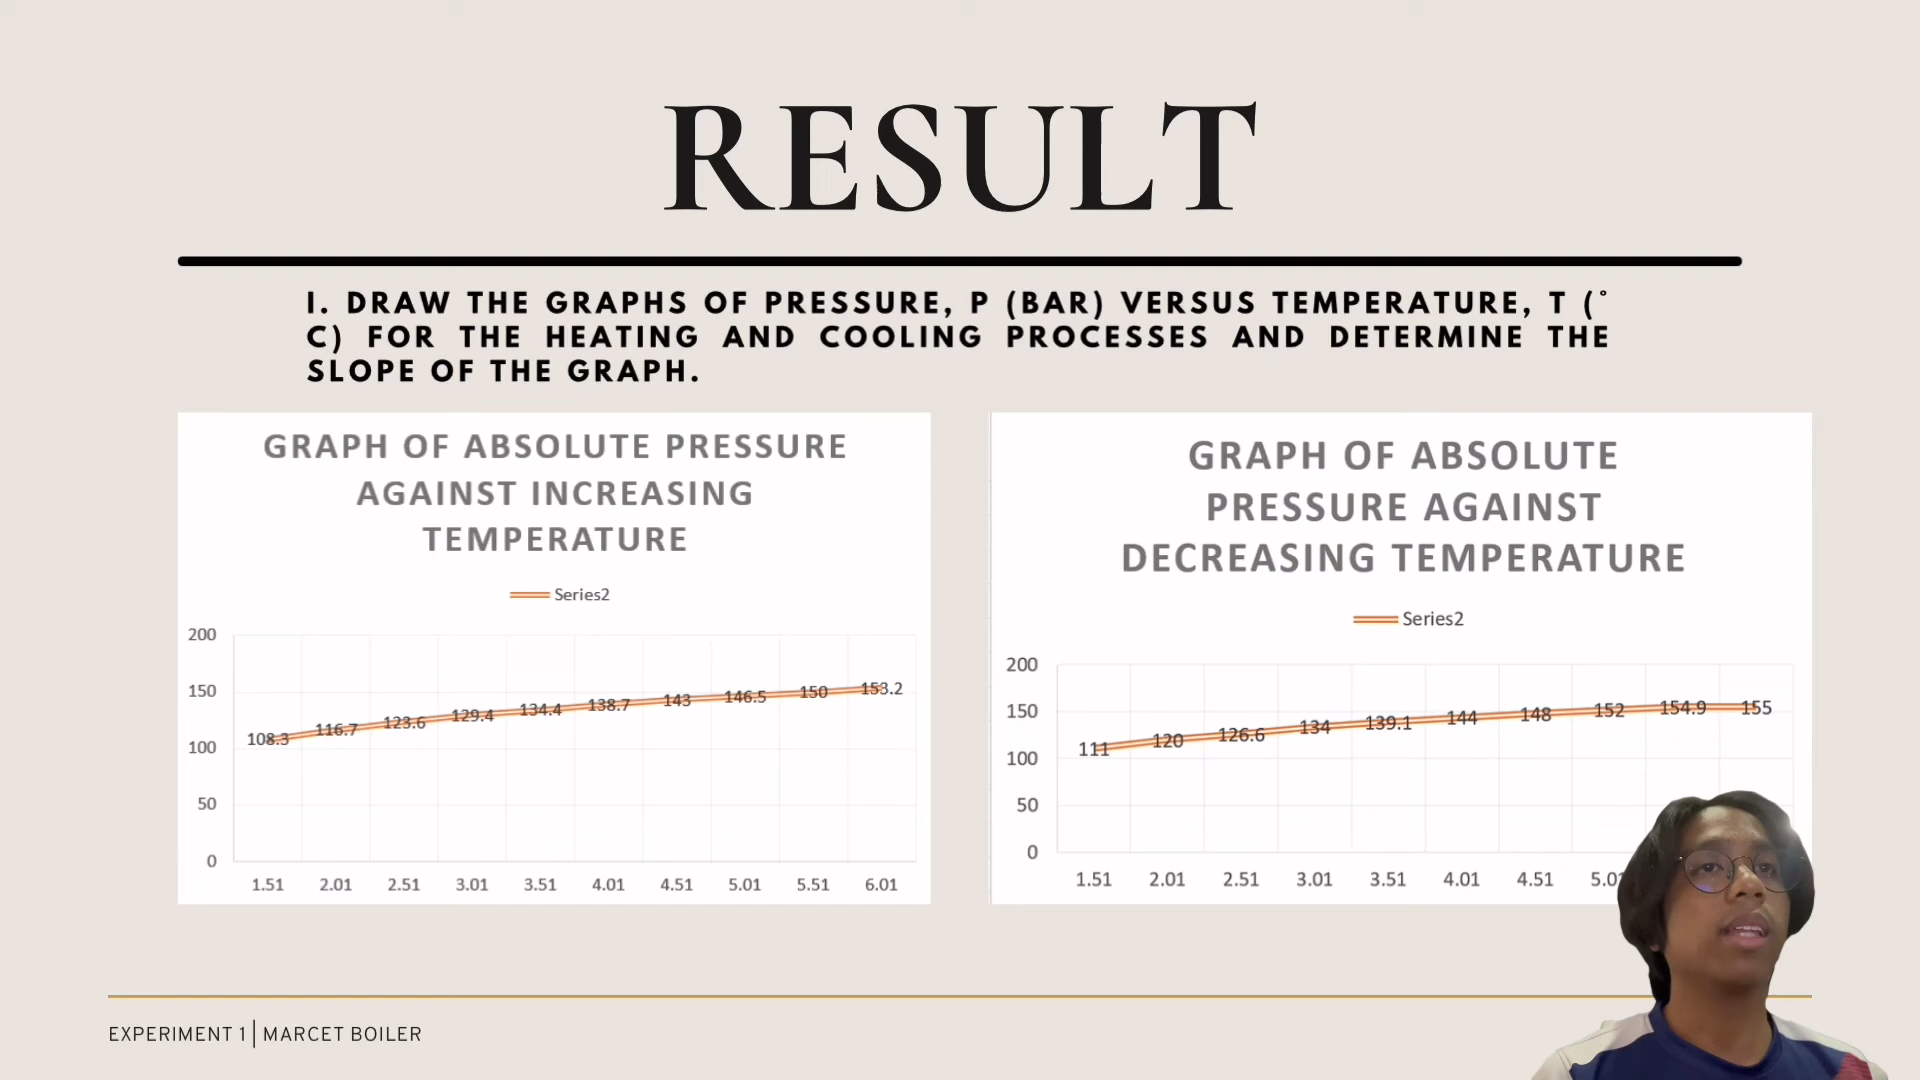 RESULT
I. DRAW THE GRAPHS OF PRESSURE, P (BAR) VERSUS TEMPERATURE, T (°
C) FOR THE HEATING AND COOLING PROCESSES AND DETERMINE THE
SLOPE OF THE GRAPH.
GRAPH OF ABSOLUTE PRESSURE
AGAINST INCREASING
TEMPERATURE
Series2
200
150
100
50
0
108.3 116.7 123.6 129.4 134.4 138.7 143 146.5 150 153.2
1.51 2.01 2.51 3.01 3.51 4.01 4.51 5.01 5.51 6.01
GRAPH OF ABSOLUTE
PRESSURE AGAINST
DECREASING TEMPERATURE
Series2
200
150
100
50
0
111 120 126.6 134 139.1 144 148 152 154.9 155
1.51 2.01 2.51 3.01 3.51 4.01 4.51
EXPERIMENT 1 | MARCET BOILER